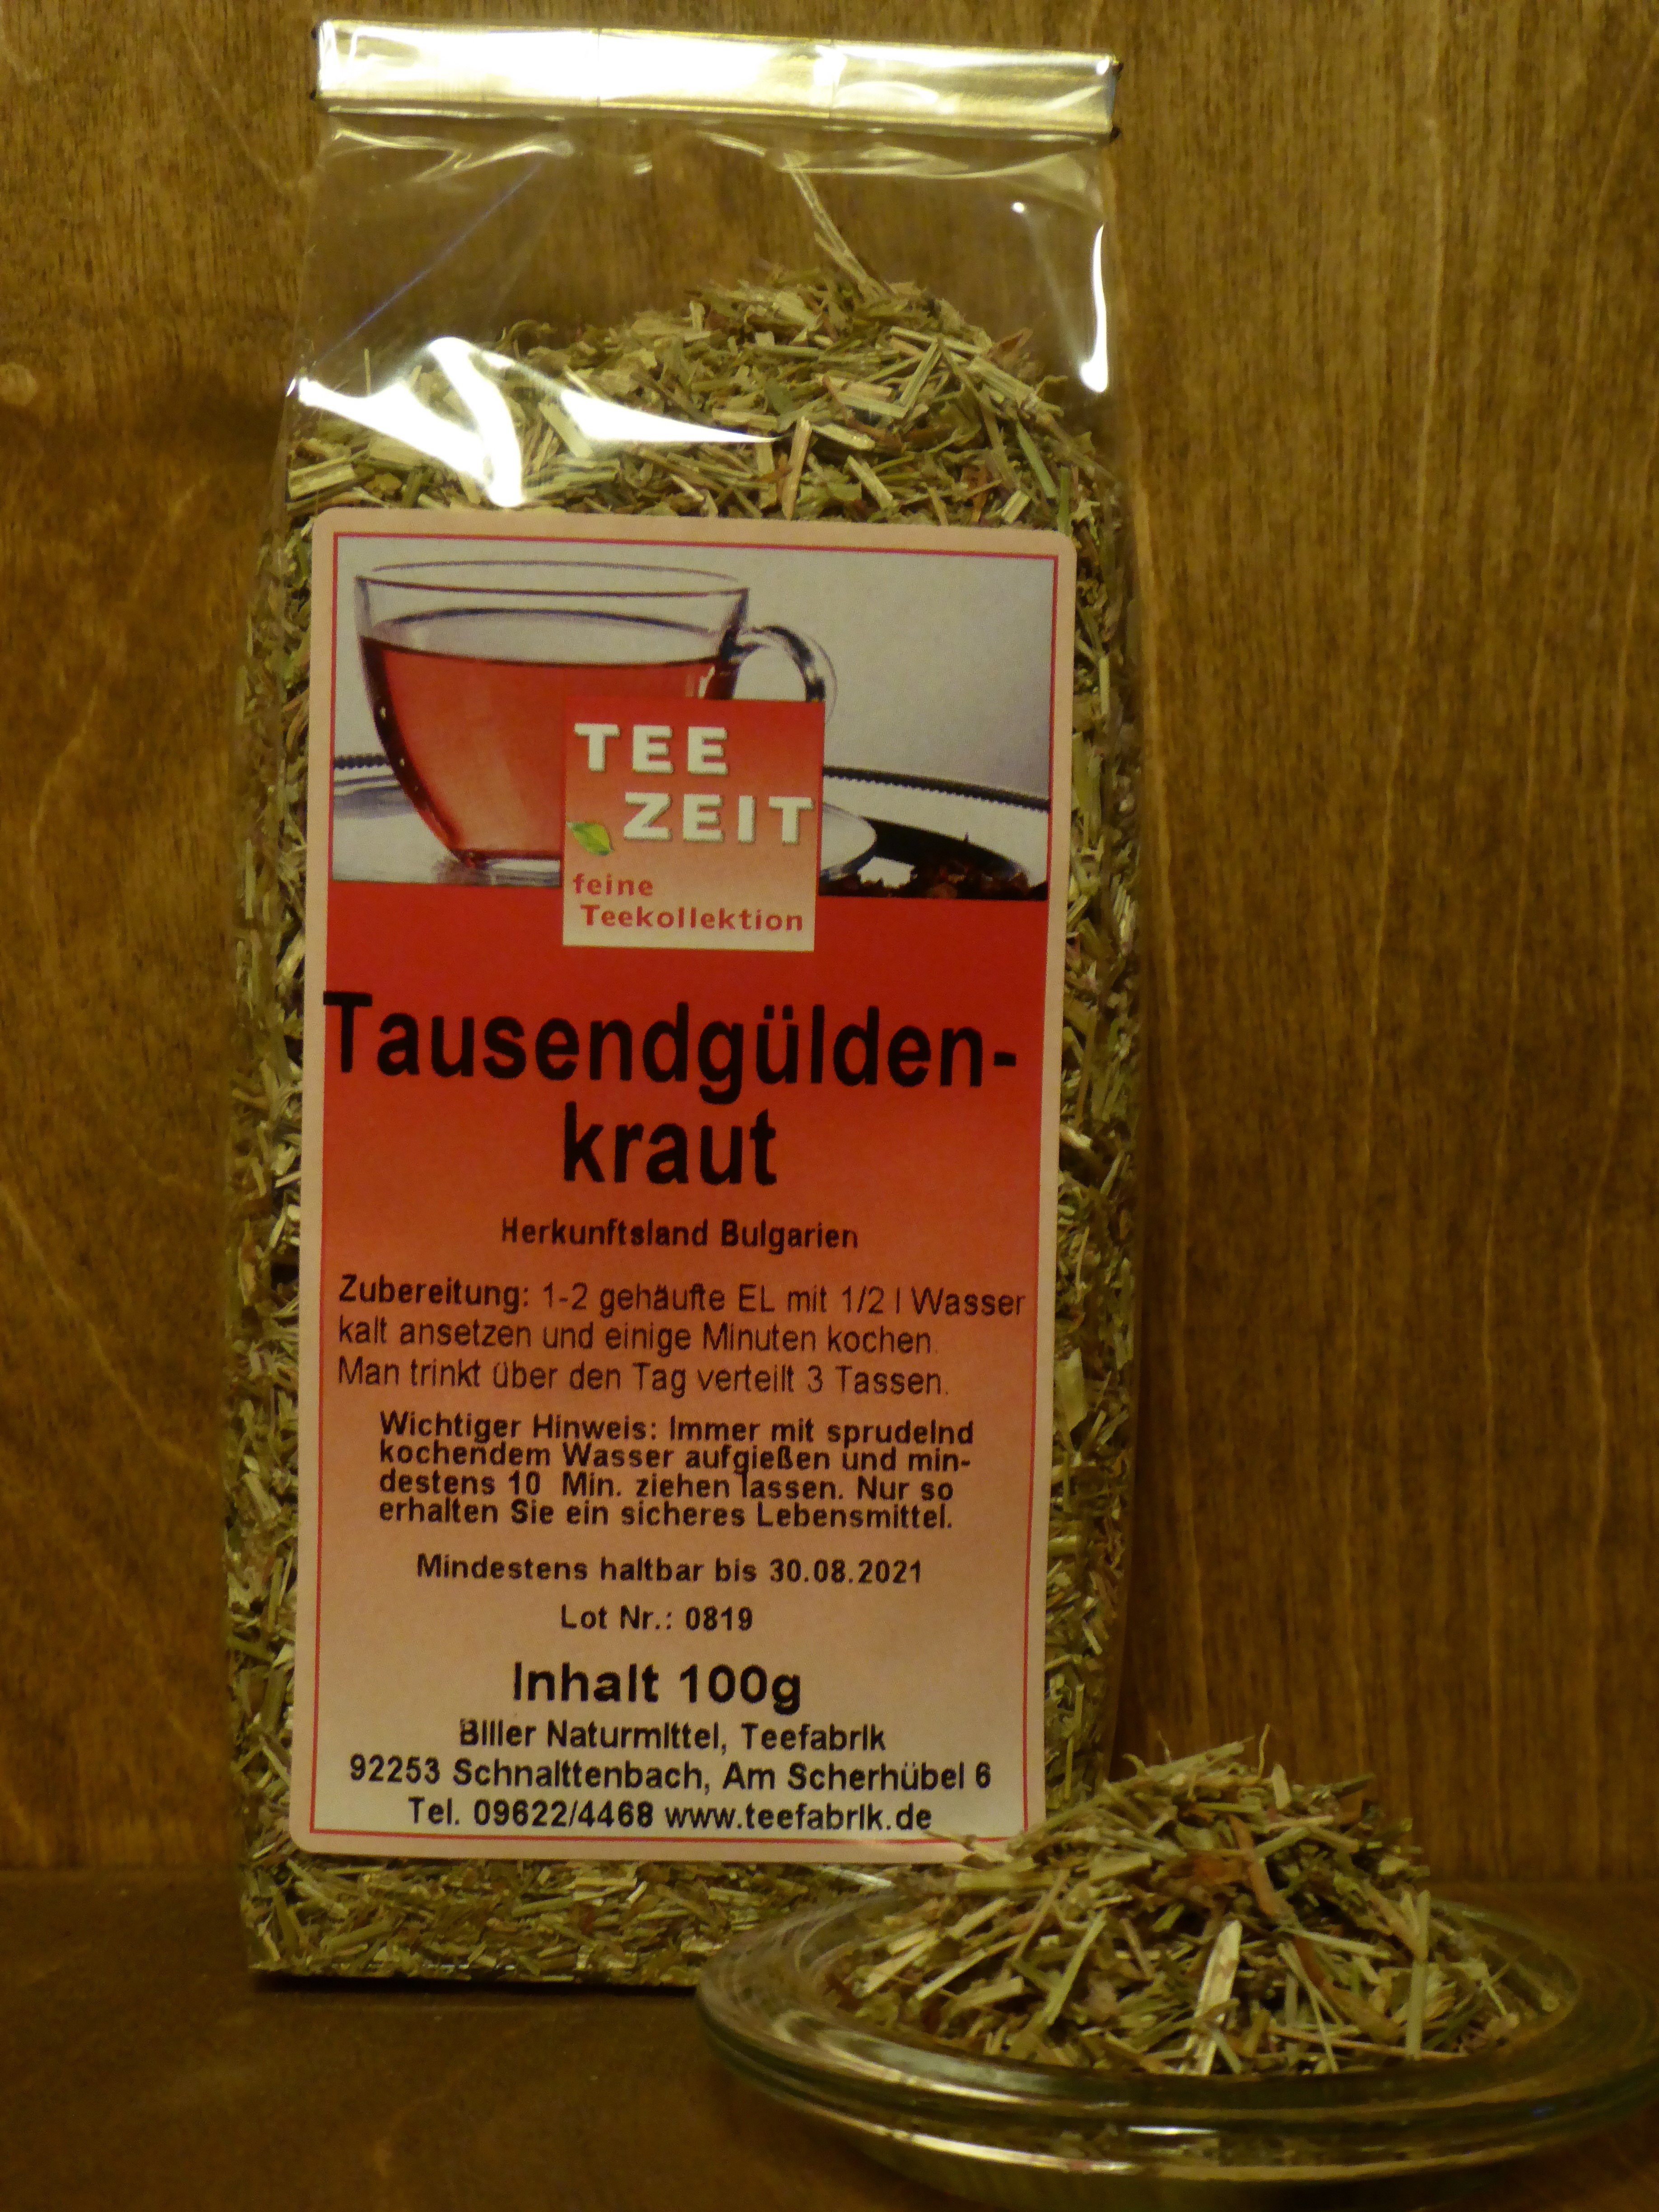 TEE
ZEIT
feine
Teekollektion
Tausendgülden-
kraut
Herkunftsland Bulgarien
Zubereitung: 1-2 gehäufte EL mit 1/2 l Wasser
kalt ansetzen und einige Minuten kochen.
Man trinkt über den Tag verteilt 3 Tassen.
Wichtiger Hinweis: Immer mit sprudelnd
kochendem Wasser aufgießen und min-
destens 10 Min. ziehen lassen. Nur so
erhalten Sie ein sicheres Lebensmittel.
Mindestens haltbar bis 30.08.2021
Lot Nr.: 0819
Inhalt 100g
Biller Naturmittel, Teefabrik
92253 Schnaittenbach, Am Scherhübel 6
Tel. 09622/4468 www.teefabrik.de